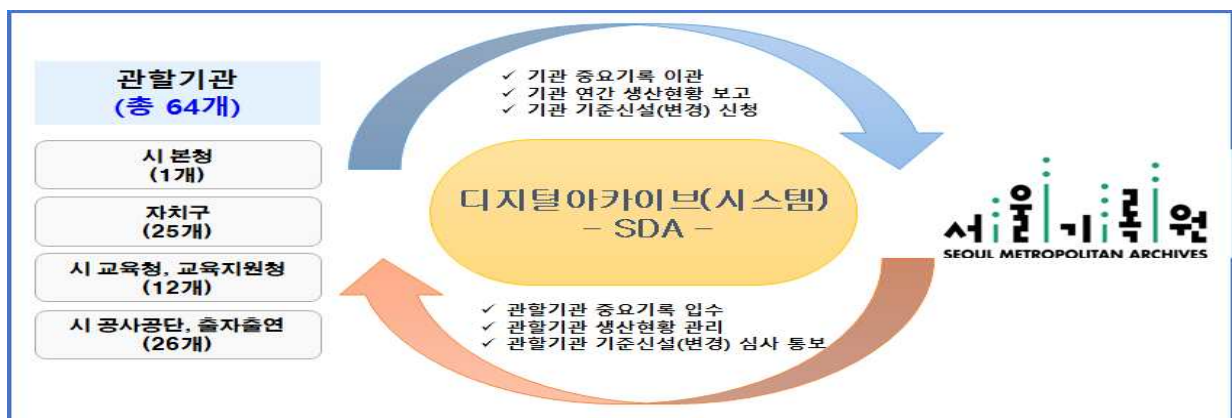 관할기관
(총 64개)
시 본청
(1개)
자치구
(25개)
시 교육청, 교육지원청
(12개)
시 공사공단, 출자출연
(26개)
✓ 기관 중요기록 이관
✓ 기관 연간 생산현황 보고
✓ 기관 기준신설(변경) 신청
디지털아카이브(시스템)
- SDA -
✓ 관할기관 중요기록 입수
✓ 관할기관 생산현황 관리
✓ 관할기관 기준신설(변경) 심사 통보
서울기록원
SEOUL METROPOLITAN ARCHIVES